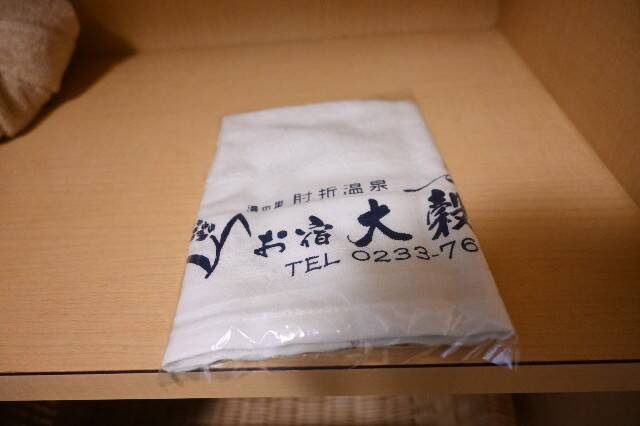 湯の里 肘折温泉
お宿 大穀
TEL 0233-76